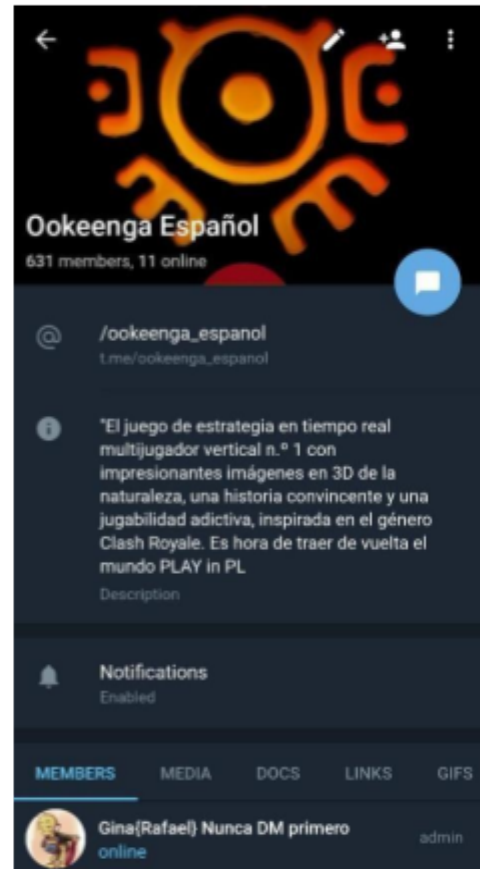 Ookeenga Español
631 members, 11 online
/ookeenga_espanol
t.me/ookeenga_espanol
"El juego de estrategia en tiempo real
multijugador vertical n.º 1 con
impresionantes imágenes en 3D de la
naturaleza, una historia convincente y una
jugabilidad adictiva, inspirada en el género
Clash Royale. Es hora de traer de vuelta el
mundo PLAY in PL
Description
Notifications
Enabled
MEMBERS MEDIA DOCS LINKS GIFS
Gina{Rafael} Nunca DM primero admin
online